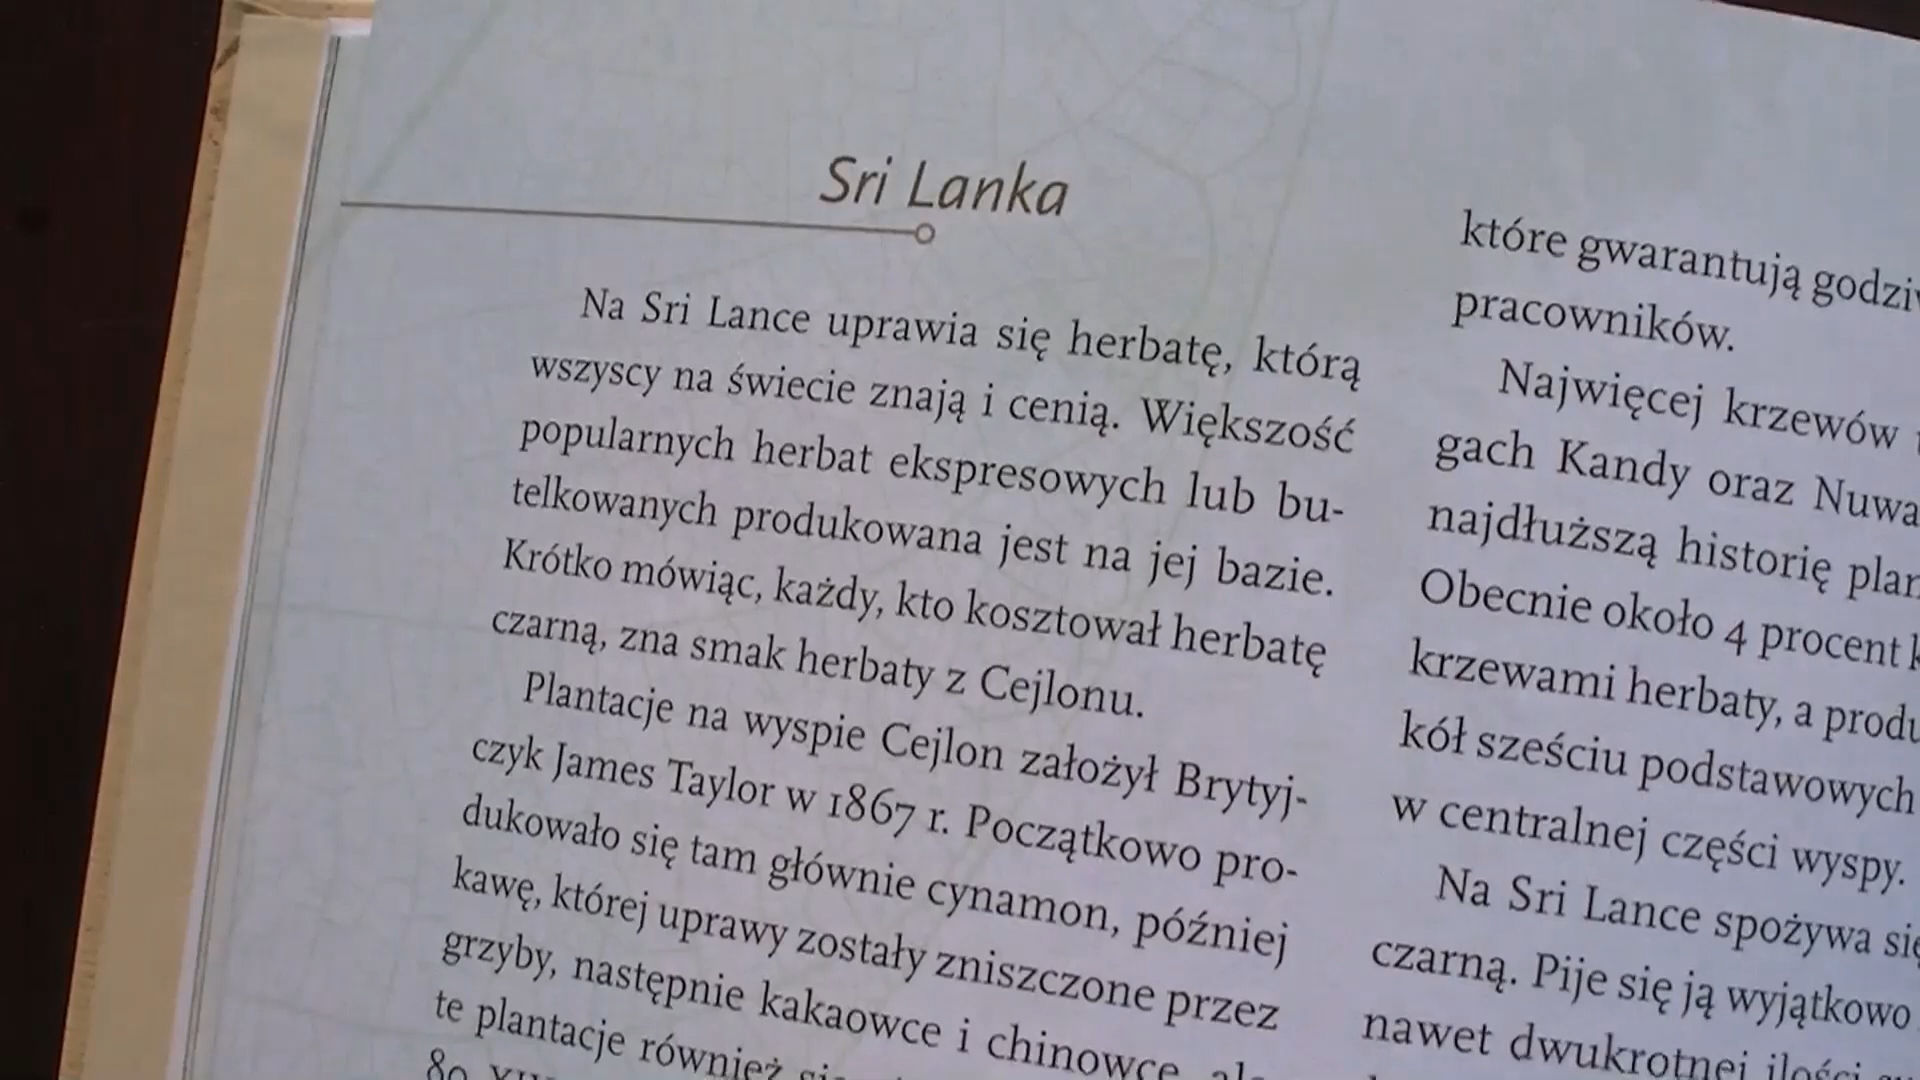 Sri Lanka
Na Sri Lance uprawia się herbatę, którą
wszyscy na świecie znają i cenią. Większość
popularnych herbat ekspresowych lub bu-
telkowanych produkowana jest na jej bazie.
Krótko mówiąc, każdy, kto kosztował herbatę
czarną, zna smak herbaty z Cejlonu.
Plantacje na wyspie Cejlon założył Brytyj-
czyk James Taylor w 1867 r. Początkowo pro-
dukowało się tam głównie cynamon, później
kawę, której uprawy zostały zniszczone przez
grzyby, następnie kakaowce i chinowce, ale
te plantacje również
80
które gwarantują
pracowników.
Najwięcej krzewów
gach Kandy oraz Nuwa
najdłuższą historię
Obecnie około 4 procent
krzewami herbaty, a
kół sześciu podstawowych
w centralnej części wyspy.
Na Sri Lance spożywa się
czarną. Pije się ją wyjątkowo
nawet dwukrotnej ilości